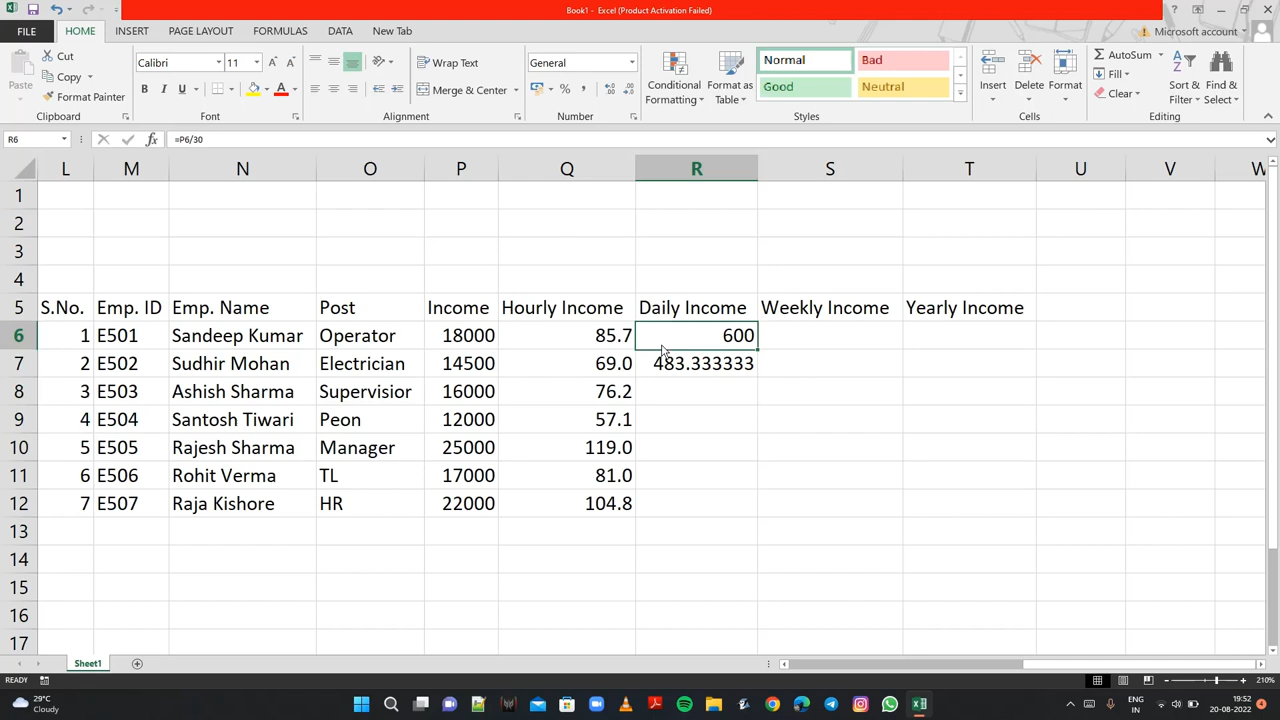 Book1 - Excel (Product Activation Failed)
?
FILE HOME INSERT PAGE LAYOUT FORMULAS DATA New Tab Microsoft account
Paste
Cut
Copy
Format Painter
Clipboard
Calibri 11
B I U
Font
Wrap Text
Merge & Center
Alignment
General
%
Number
Conditional Formatting
Format as Table
Normal Bad
Good Neutral
Styles
Insert Delete Format
Cells
AutoSum
Fill
Clear
Sort & Filter
Find & Select
Editing
R6 fx =P6/30
L M N O P Q R S T U V W
1
2
3
4
5 S.No. Emp. ID Emp. Name Post Income Hourly Income Daily Income Weekly Income Yearly Income
6 1 E501 Sandeep Kumar Operator 18000 85.7 600
7 2 E502 Sudhir Mohan Electrician 14500 69.0 483.333333
8 3 E503 Ashish Sharma Supervisior 16000 76.2
9 4 E504 Santosh Tiwari Peon 12000 57.1
10 5 E505 Rajesh Sharma Manager 25000 119.0
11 6 E506 Rohit Verma TL 17000 81.0
12 7 E507 Raja Kishore HR 22000 104.8
13
14
15
16
17
Sheet1
READY 210%
29°C
Cloudy
ENG
IN
19:52
20-08-2022